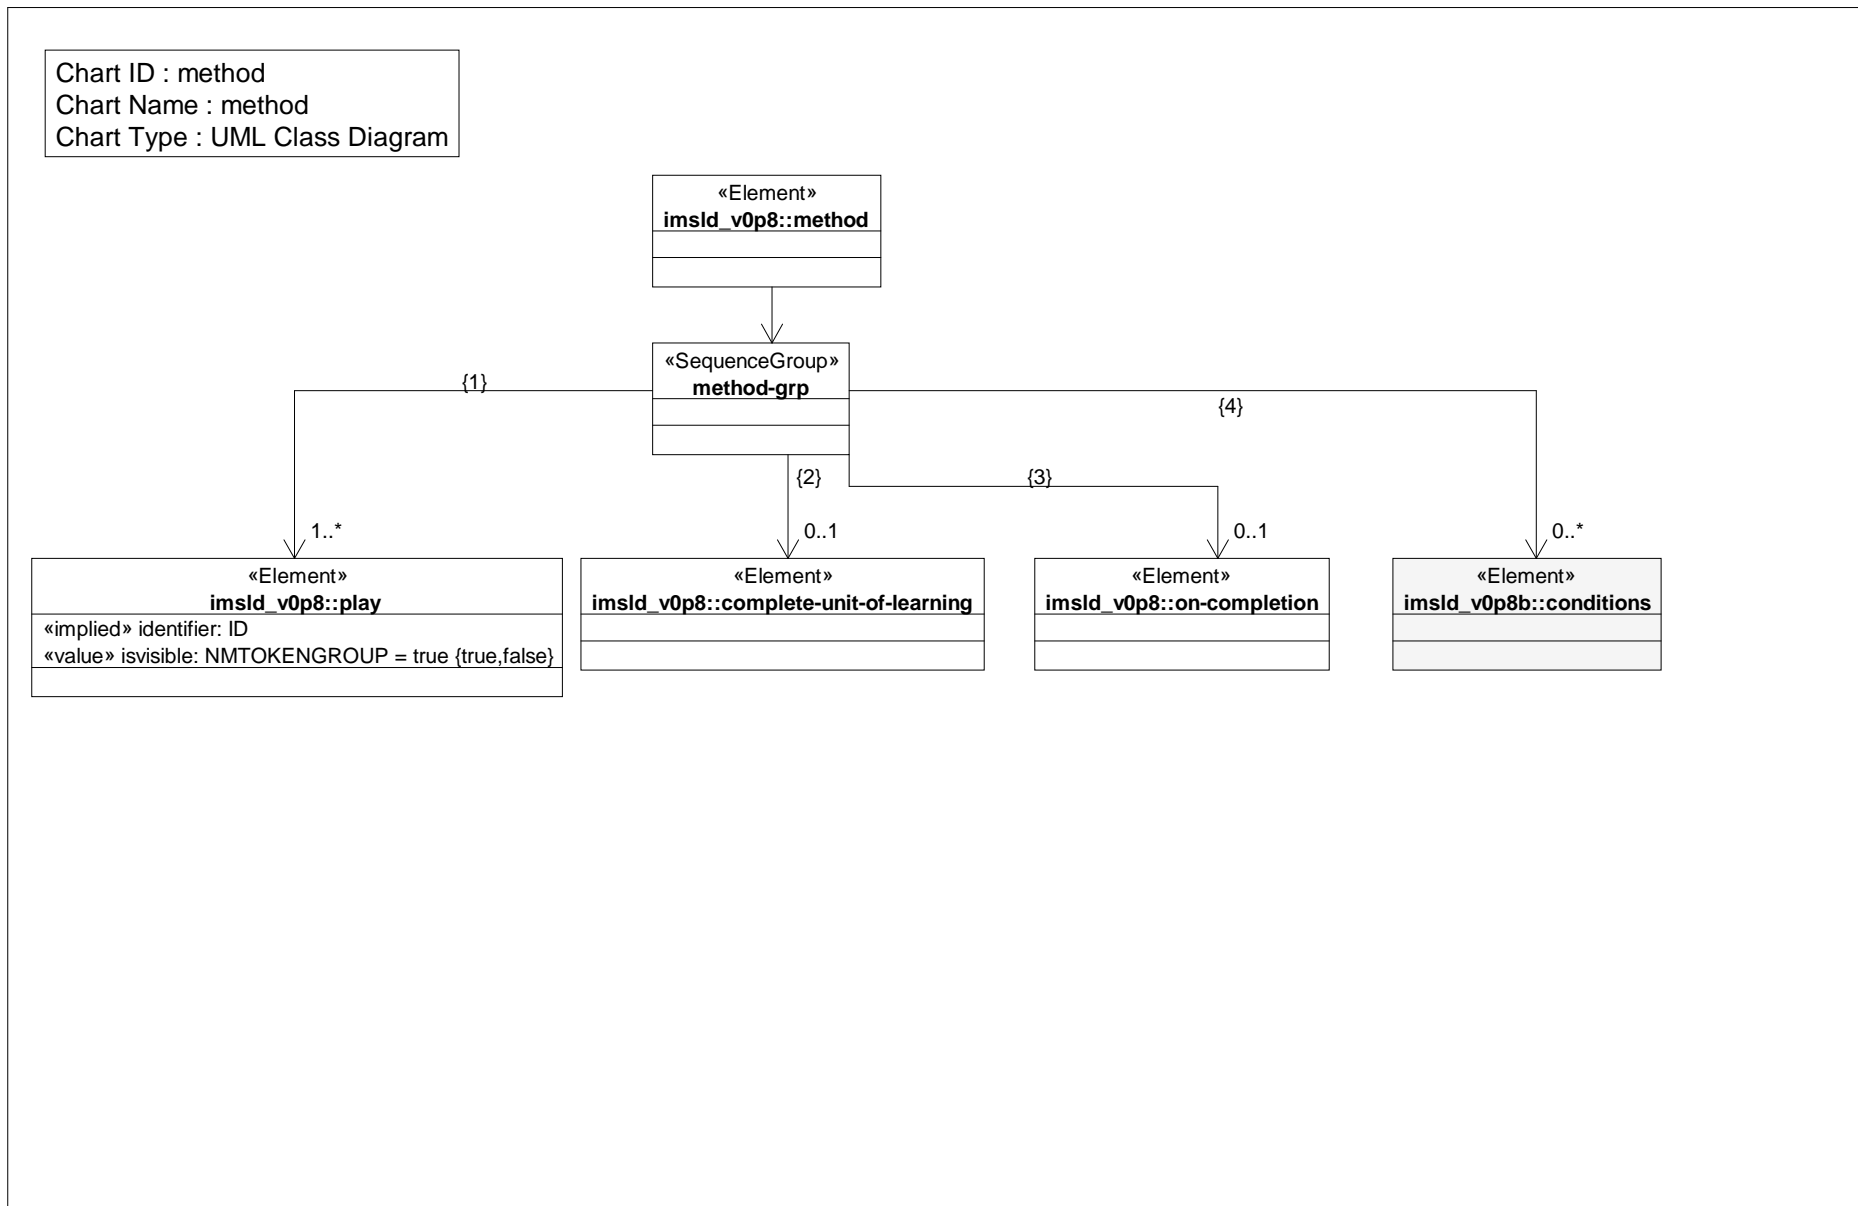 Chart ID : method
Chart Name : method
Chart Type : UML Class Diagram
«Element»
imsld_v0p8::method
«SequenceGroup»
method-grp
{1}
{4}
{2}
{3}
1..*
0..1
0..1
0..*
«Element»
imsld_v0p8::play
«implied» identifier: ID
«value» isvisible: NMTOKENGROUP = true {true,false}
«Element»
imsld_v0p8::complete-unit-of-learning
«Element»
imsld_v0p8::on-completion
«Element»
imsld_v0p8b::conditions